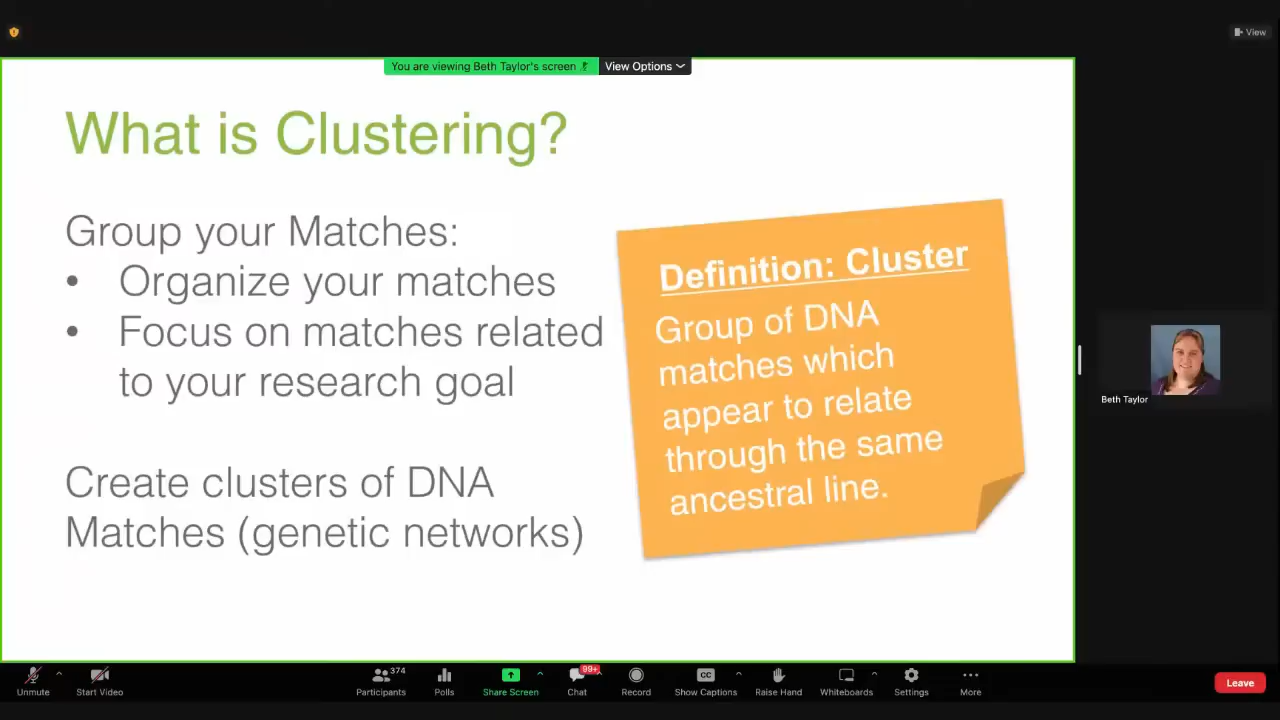 View
You are viewing Beth Taylor's screen
View Options
What is Clustering?
Group your Matches:
• Organize your matches
• Focus on matches related
to your research goal
Create clusters of DNA
Matches (genetic networks)
Definition: Cluster
Group of DNA
matches which
appear to relate
through the same
ancestral line.
Beth Taylor
374
99+
CC
Unmute
Start Video
Participants
Polls
Share Screen
Chat
Record
Show Captions
Raise Hand
Whiteboards
Settings
More
Leave